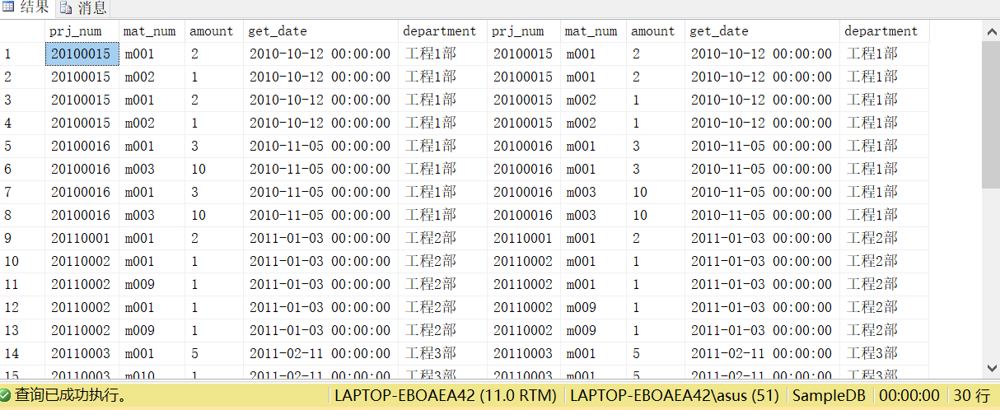 结果 消息
prj_num mat_num amount get_date department prj_num mat_num amount get_date department
1 20100015 m001 2 2010-10-12 00:00:00 工程1部 20100015 m001 2 2010-10-12 00:00:00 工程1部
2 20100015 m002 1 2010-10-12 00:00:00 工程1部 20100015 m001 2 2010-10-12 00:00:00 工程1部
3 20100015 m001 2 2010-10-12 00:00:00 工程1部 20100015 m002 1 2010-10-12 00:00:00 工程1部
4 20100015 m002 1 2010-10-12 00:00:00 工程1部 20100015 m002 1 2010-10-12 00:00:00 工程1部
5 20100016 m001 3 2010-11-05 00:00:00 工程1部 20100016 m001 3 2010-11-05 00:00:00 工程1部
6 20100016 m003 10 2010-11-05 00:00:00 工程1部 20100016 m001 3 2010-11-05 00:00:00 工程1部
7 20100016 m001 3 2010-11-05 00:00:00 工程1部 20100016 m003 10 2010-11-05 00:00:00 工程1部
8 20100016 m003 10 2010-11-05 00:00:00 工程1部 20100016 m003 10 2010-11-05 00:00:00 工程1部
9 20110001 m001 2 2011-01-03 00:00:00 工程2部 20110001 m001 2 2011-01-03 00:00:00 工程2部
10 20110002 m001 1 2011-01-03 00:00:00 工程2部 20110002 m001 1 2011-01-03 00:00:00 工程2部
11 20110002 m009 1 2011-01-03 00:00:00 工程2部 20110002 m001 1 2011-01-03 00:00:00 工程2部
12 20110002 m001 1 2011-01-03 00:00:00 工程2部 20110002 m009 1 2011-01-03 00:00:00 工程2部
13 20110002 m009 1 2011-01-03 00:00:00 工程2部 20110002 m009 1 2011-01-03 00:00:00 工程2部
14 20110003 m001 5 2011-02-11 00:00:00 工程3部 20110003 m001 5 2011-02-11 00:00:00 工程3部
15 20110003 m010 1 2011-02-11 00:00:00 工程3部 20110003 m001 5 2011-02-11 00:00:00 工程3部
查询已成功执行。 LAPTOP-EBOAEA42 (11.0 RTM) LAPTOP-EBOAEA42\asus (51) SampleDB 00:00:00 30 行